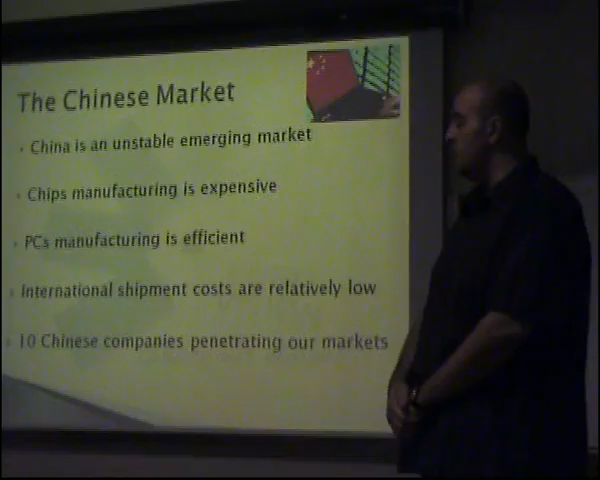 The Chinese Market
China is an unstable emerging market
Chips manufacturing is expensive
PCs manufacturing is efficient
International shipment costs are relatively low
10 Chinese companies penetrating our markets